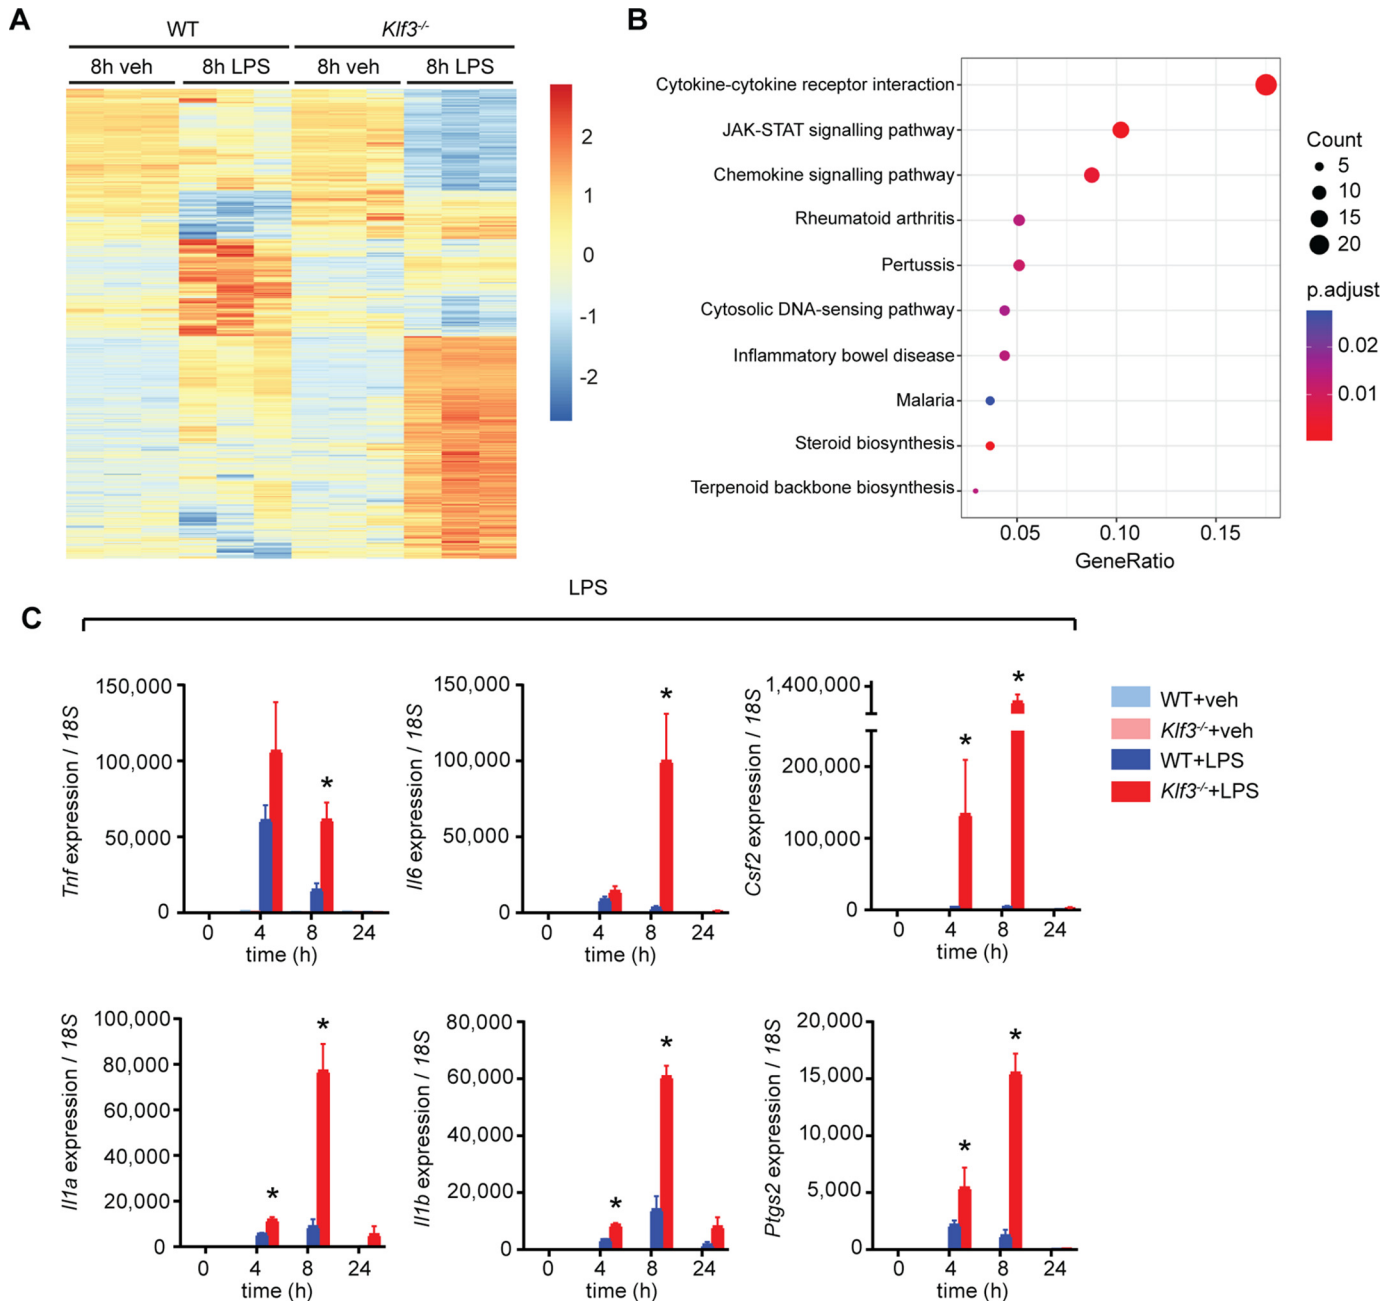 A
WT
Klf3-/-
8h veh
8h LPS
8h veh
8h LPS
2
1
0
-1
-2
B
Cytokine-cytokine receptor interaction
JAK-STAT signalling pathway
Chemokine signalling pathway
Rheumatoid arthritis
Pertussis
Cytosolic DNA-sensing pathway
Inflammatory bowel disease
Malaria
Steroid biosynthesis
Terpenoid backbone biosynthesis
0.05
0.10
0.15
GeneRatio
Count
5
10
15
20
p.adjust
0.02
0.01
LPS
C
Tnf expression / 18S
150,000
100,000
50,000
0
*
0
4
8
24
time (h)
Il6 expression / 18S
150,000
100,000
50,000
0
*
0
4
8
24
time (h)
Csf2 expression / 18S
1,400,000
200,000
100,000
0
*
*
0
4
8
24
time (h)
WT+veh
Klf3-/-+veh
WT+LPS
Klf3-/-+LPS
Il1a expression / 18S
100,000
80,000
60,000
40,000
20,000
0
*
*
0
4
8
24
time (h)
Il1b expression / 18S
80,000
60,000
40,000
20,000
0
*
*
0
4
8
24
time (h)
Ptgs2 expression / 18S
20,000
15,000
10,000
5,000
0
*
*
0
4
8
24
time (h)